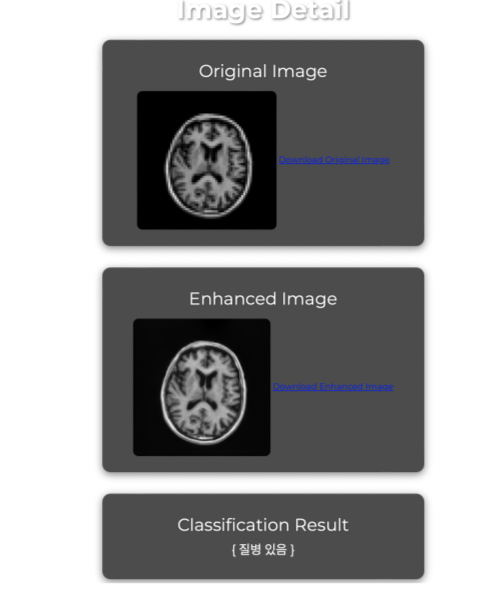 Image Detail
Original Image
Download Original Image
Enhanced Image
Download Enhanced Image
Classification Result
{ 질병 있음 }